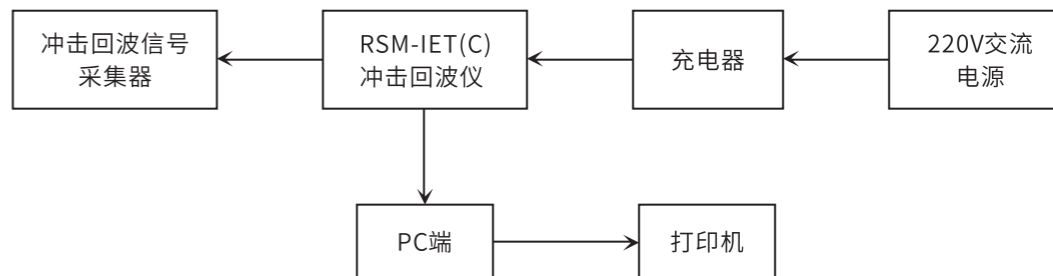 冲击回波信号
采集器
RSM-IET(C)
冲击回波仪
充电器
220V交流
电源
PC端
打印机